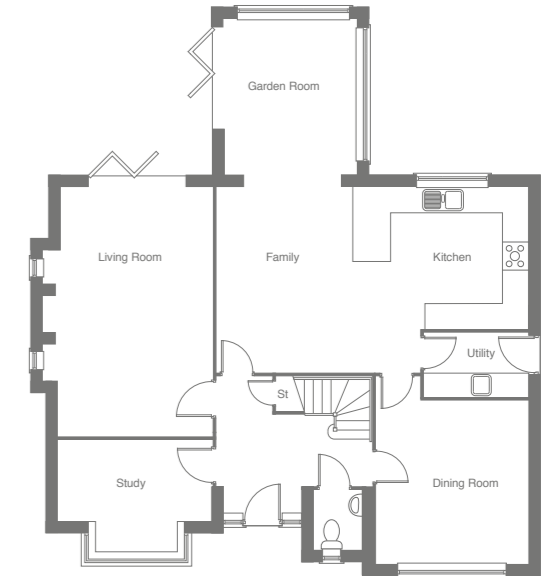 Garden Room
Living Room
Family
Kitchen
Utility
St
Study
Dining Room